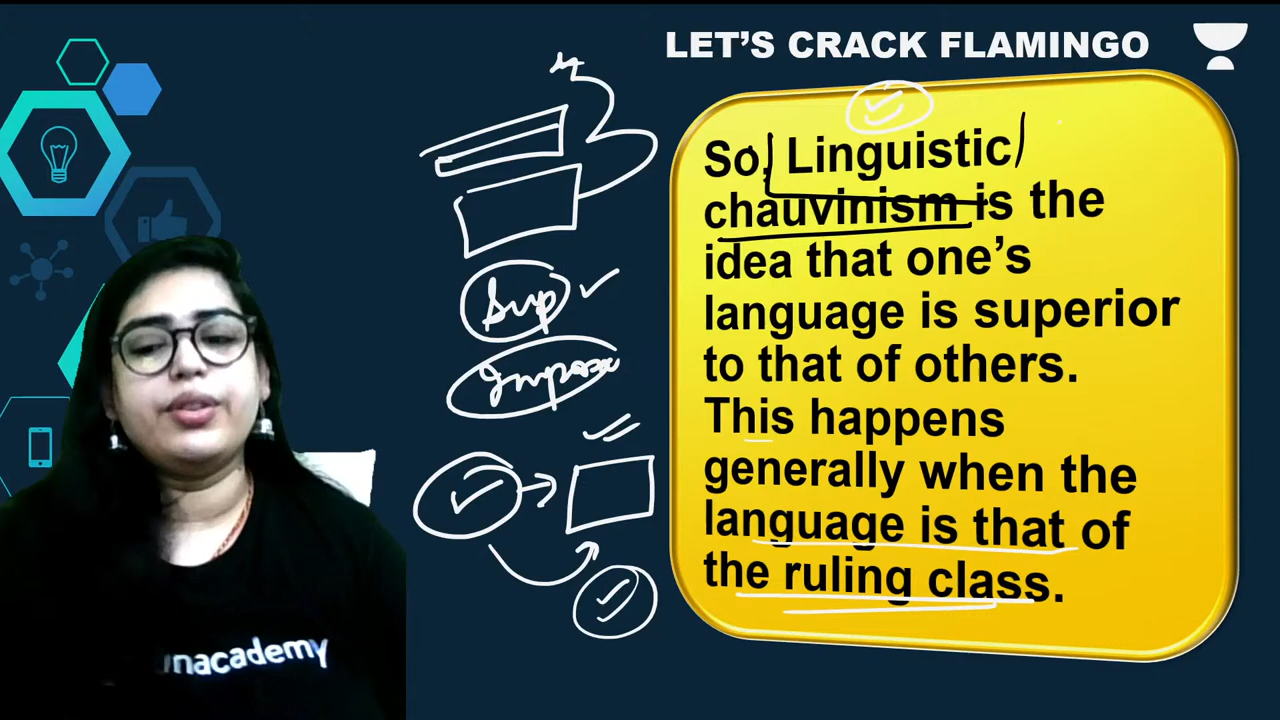 LET'S CRACK FLAMINGO
So, Linguistic
chauvinism is the
idea that one's
language is superior
to that of others.
This happens
generally when the
language is that of
the ruling class.
Sup
Impose
unacademy